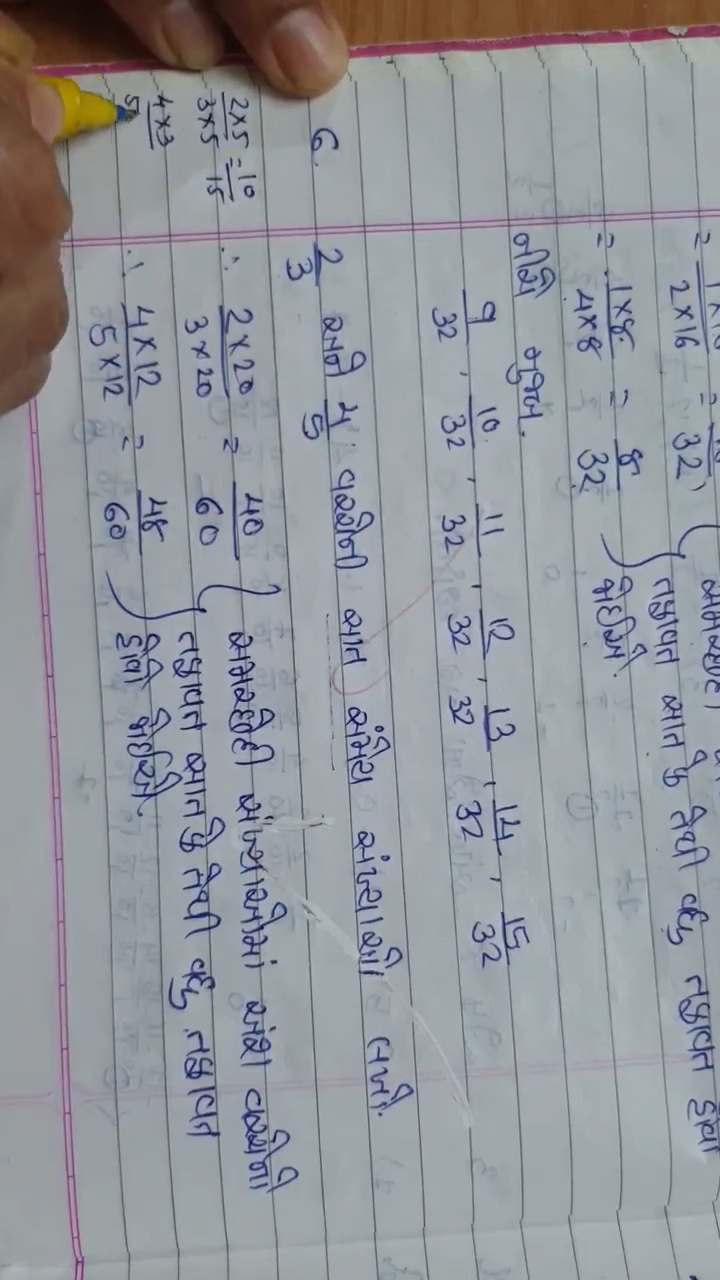 = 1 × 16 / 2 × 16 = 16/32,
= 1 × 8 / 4 × 8 = 8/32
તફાવત સાત કે તેથી વધુ તફાવત હોવો
જોઈએ.
નીચે મુજબ.
9/32, 10/32, 11/32, 12/32, 13/32, 14/32, 15/32
6. 2/3 અને 4/5 વચ્ચેની સાત સંમેય સંખ્યાઓ લખો.
2×5/3×5 = 10/15 ∴ 2 × 20 / 3 × 20 = 40/60 સમચ્છેદી સંખ્યાઓમાં અંશ વચ્ચેનો
તફાવત સાત કે તેથી વધુ તફાવત
4×3/5 ∴ 4 × 12 / 5 × 12 = 48/60 હોવો જોઈએ.